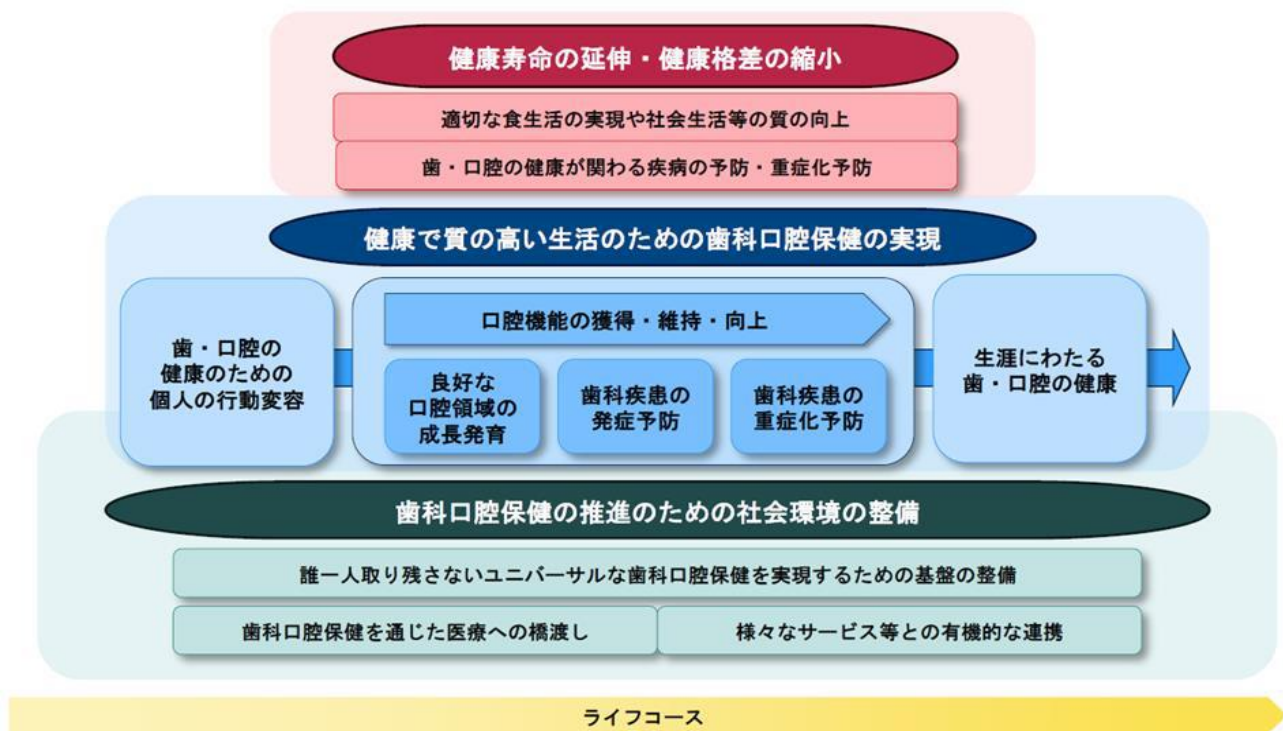 健康寿命の延伸・健康格差の縮小
適切な食生活の実現や社会生活等の質の向上
歯・口腔の健康が関わる疾病の予防・重症化予防
健康で質の高い生活のための歯科口腔保健の実現
歯・口腔の
健康のための
個人の行動変容
口腔機能の獲得・維持・向上
良好な
口腔領域の
成長発育
歯科疾患の
発症予防
歯科疾患の
重症化予防
生涯にわたる
歯・口腔の健康
歯科口腔保健の推進のための社会環境の整備
誰一人取り残さないユニバーサルな歯科口腔保健を実現するための基盤の整備
歯科口腔保健を通じた医療への橋渡し
様々なサービス等との有機的な連携
ライフコース